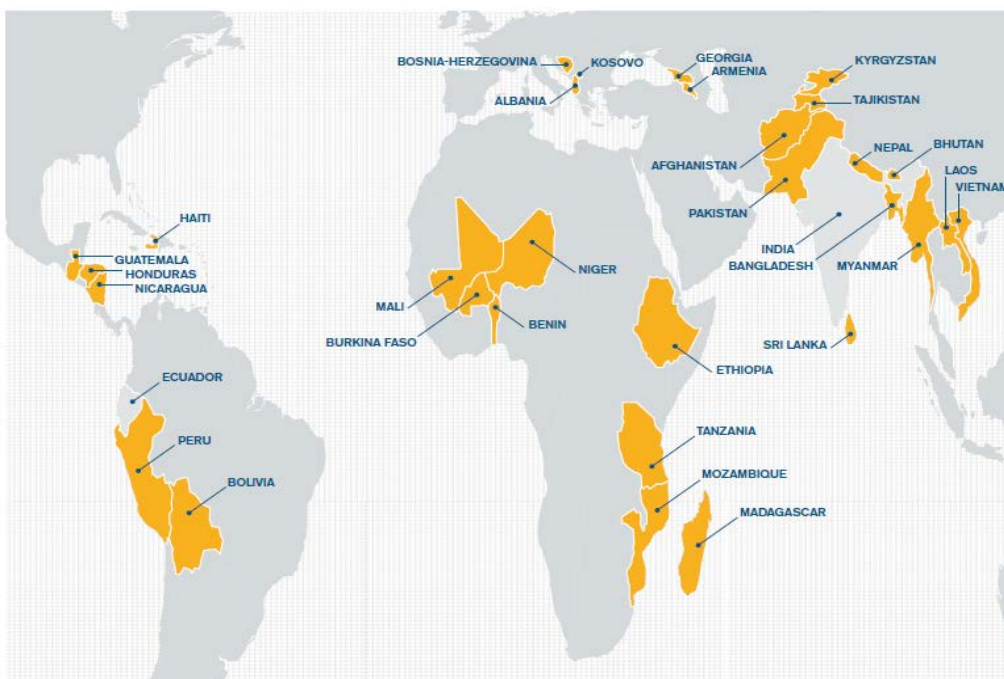 BOSNIA-HERZEGOVINA
KOSOVO
ALBANIA
GEORGIA
ARMENIA
KYRGYZSTAN
TAJIKISTAN
AFGHANISTAN
NEPAL
BHUTAN
LAOS
VIETNAM
PAKISTAN
INDIA
BANGLADESH
MYANMAR
SRI LANKA
HAITI
GUATEMALA
HONDURAS
NICARAGUA
MALI
NIGER
BURKINA FASO
BENIN
ETHIOPIA
ECUADOR
PERU
BOLIVIA
TANZANIA
MOZAMBIQUE
MADAGASCAR